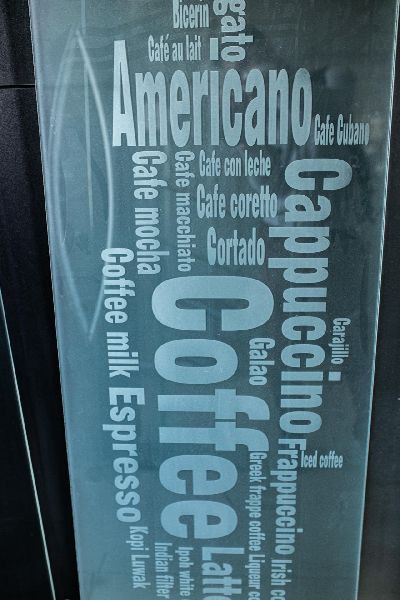 Bicerin
gato
Café au lait
Americano
Cafe Cubano
Cafe mocha
Cafe macchiato
Cafe con leche
Cafe coretto
Cortado
Cappuccino
Coffee milk
Coffee
Carajillo
Galao
Espresso
Frappuccino
Iced coffee
Greek frappe coffee
Liqueur co
Irish co
Latte
Kopi Luwak
Indian filter
Ipoh white